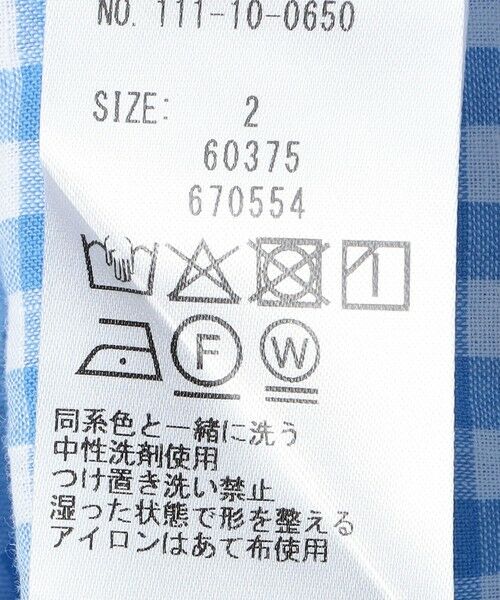 NO. 111-10-0650
SIZE: 2
60375
670554
F
W
同系色と一緒に洗う
中性洗剤使用
つけ置き洗い禁止
湿った状態で形を整える
アイロンはあて布使用